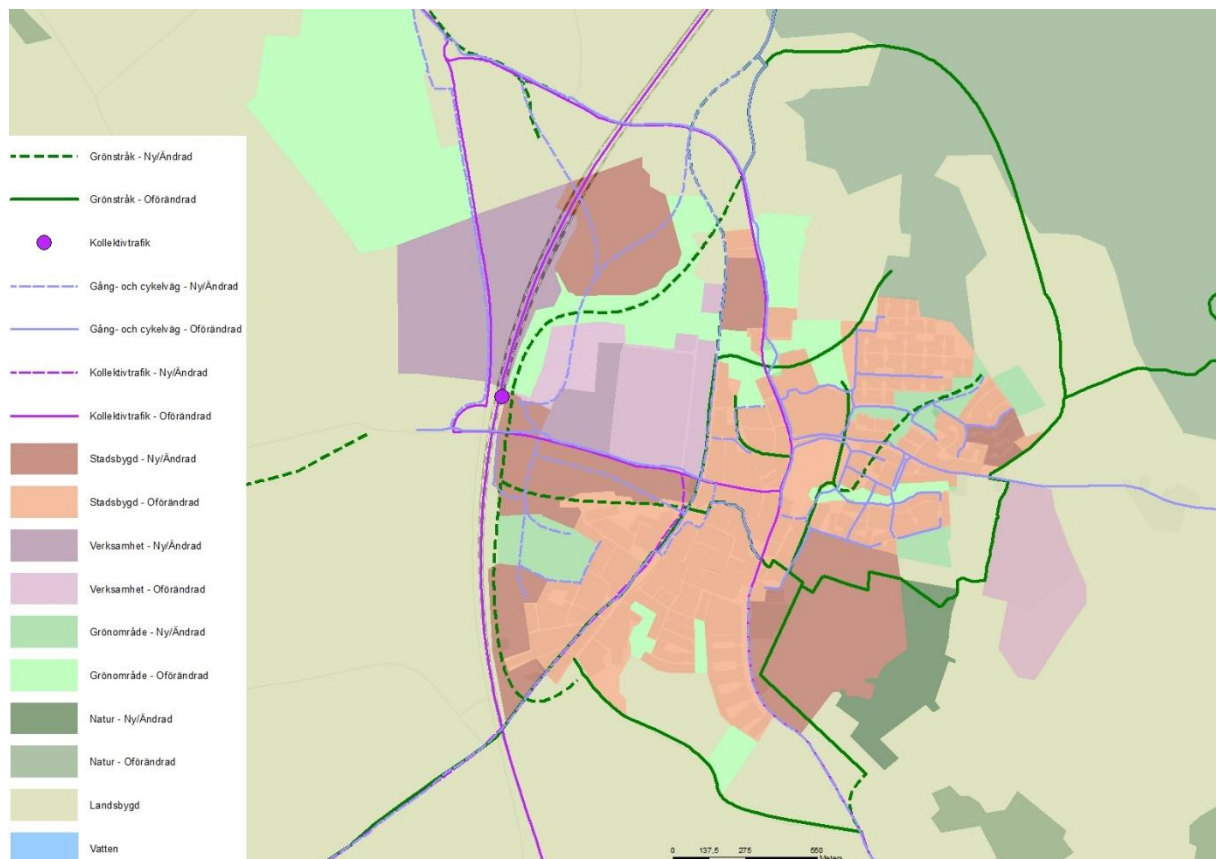 Grönstråk - Ny/Ändrad
Grönstråk - Oförändrad
Kollektivtrafik
Gång- och cykelväg - Ny/Ändrad
Gång- och cykelväg - Oförändrad
Kollektivtrafik - Ny/Ändrad
Kollektivtrafik - Oförändrad
Stadsbygd - Ny/Ändrad
Stadsbygd - Oförändrad
Verksamhet - Ny/Ändrad
Verksamhet - Oförändrad
Grönområde - Ny/Ändrad
Grönområde - Oförändrad
Natur - Ny/Ändrad
Natur - Oförändrad
Landsbygd
Vatten
0 137,5 275 550
Meters